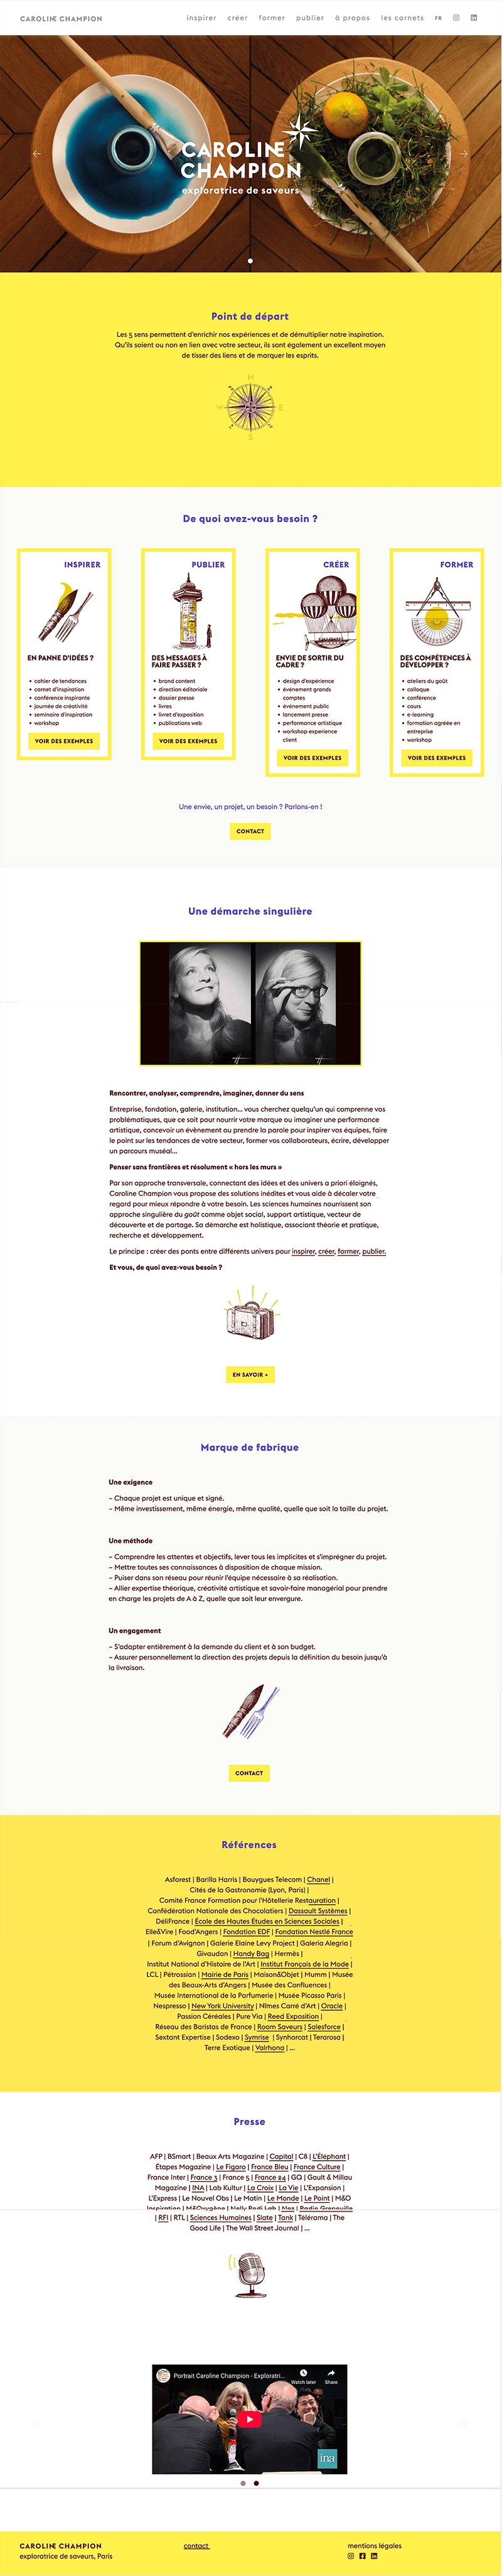 CAROLINE CHAMPION
inspirer créer former publier à propos les carnets FR
CAROLINE
CHAMPION
exploratrice de saveurs
Point de départ
Les 5 sens permettent d'enrichir nos expériences et de démultiplier notre inspiration.
Qu'ils soient ou non en lien avec votre secteur, ils sont également un excellent moyen
de tisser des liens et de marquer les esprits.
N
W E
S
De quoi avez-vous besoin ?
INSPIRER
EN PANNE D'IDÉES ?
• cahier de tendances
• carnet d'inspiration
• conférence inspirante
• journée de créativité
• seminaire d'inspiration
• workshop
VOIR DES EXEMPLES
PUBLIER
DES MESSAGES À
FAIRE PASSER ?
• brand content
• direction éditoriale
• dossier presse
• livres
• livret d'exposition
• publications web
VOIR DES EXEMPLES
CRÉER
ENVIE DE SORTIR DU
CADRE ?
• design d'expérience
• événement grands
comptes
• événement public
• lancement presse
• performance artistique
• workshop experience
client
VOIR DES EXEMPLES
FORMER
DES COMPÉTENCES À
DÉVELOPPER ?
• ateliers du goût
• colloque
• conférence
• cours
• e-learning
• formation agréée en
entreprise
• workshop
VOIR DES EXEMPLES
Une envie, un projet, un besoin ? Parlons-en !
CONTACT
Une démarche singulière
Rencontrer, analyser, comprendre, imaginer, donner du sens
Entreprise, fondation, galerie, institution... vous cherchez quelqu'un qui comprenne vos
problématiques, que ce soit pour nourrir votre marque ou imaginer une performance
artistique, concevoir un évènement ou prendre la parole pour inspirer vos équipes, faire
le point sur les tendances de votre secteur, former vos collaborateurs, écrire, développer
un parcours muséal...
Penser sans frontières et résolument « hors les murs »
Par son approche transversale, connectant des idées et des univers a priori éloignés,
Caroline Champion vous propose des solutions inédites et vous aide à décaler votre
regard pour mieux répondre à votre besoin. Les sciences humaines nourrissent son
approche singulière du goût comme objet social, support artistique, vecteur de
découverte et de partage. Sa démarche est holistique, associant théorie et pratique,
recherche et développement.
Le principe : créer des ponts entre différents univers pour inspirer, créer, former, publier.
Et vous, de quoi avez-vous besoin ?
EN SAVOIR +
Marque de fabrique
Une exigence
– Chaque projet est unique et signé.
– Même investissement, même énergie, même qualité, quelle que soit la taille du projet.
Une méthode
– Comprendre les attentes et objectifs, lever tous les implicites et s'imprégner du projet.
– Mettre toutes ses connaissances à disposition de chaque mission.
– Puiser dans son réseau pour réunir l'équipe nécessaire à sa réalisation.
– Allier expertise théorique, créativité artistique et savoir-faire managérial pour prendre
en charge les projets de A à Z, quelle que soit leur envergure.
Un engagement
– S'adapter entièrement à la demande du client et à son budget.
– Assurer personnellement la direction des projets depuis la définition du besoin jusqu'à
la livraison.
CONTACT
Références
Asforest | Barilla Harris | Bouygues Telecom | Chanel |
Cités de la Gastronomie (Lyon, Paris) |
Comité France Formation pour l'Hôtellerie Restauration |
Confédération Nationale des Chocolatiers | Dassault Systèmes |
DéliFrance | École des Hautes Études en Sciences Sociales |
Elle&Vire | Food'Angers | Fondation EDF | Fondation Nestlé France
| Forum d'Avignon | Galerie Elaine Levy Project | Galeria Alegria |
Givaudan | Handy Bag | Hermès |
Institut National d'Histoire de l'Art | Institut Français de la Mode |
LCL | Pétrossian | Mairie de Paris | Maison&Objet | Mumm | Musée
des Beaux-Arts d'Angers | Musée des Confluences |
Musée International de la Parfumerie | Musée Picasso Paris |
Nespresso | New York University | Nîmes Carré d'Art | Oracle |
Passion Céréales | Pure Via | Reed Exposition |
Réseau des Baristas de France | Room Saveurs | Salesforce |
Sextant Expertise | Sodexo | Symrise | Synhorcat | Terarosa |
Terre Exotique | Valrhona | ...
Presse
AFP | BSmart | Beaux Arts Magazine | Capital | C8 | L'Éléphant |
Étapes Magazine | Le Figaro | France Bleu | France Culture |
France Inter | France 3 | France 5 | France 24 | GQ | Gault & Millau
Magazine | INA | Lab Kultur | La Croix | La Vie | L'Expansion |
L'Express | Le Nouvel Obs | Le Matin | Le Monde | Le Point | M&O
| RFI | RTL | Sciences Humaines | Slate | Tank | Télérama | The
Good Life | The Wall Street Journal | ...
Portrait Caroline Champion - Exploratri...
Watch later
Share
ina
CAROLINE CHAMPION
exploratrice de saveurs, Paris
contact
mentions légales